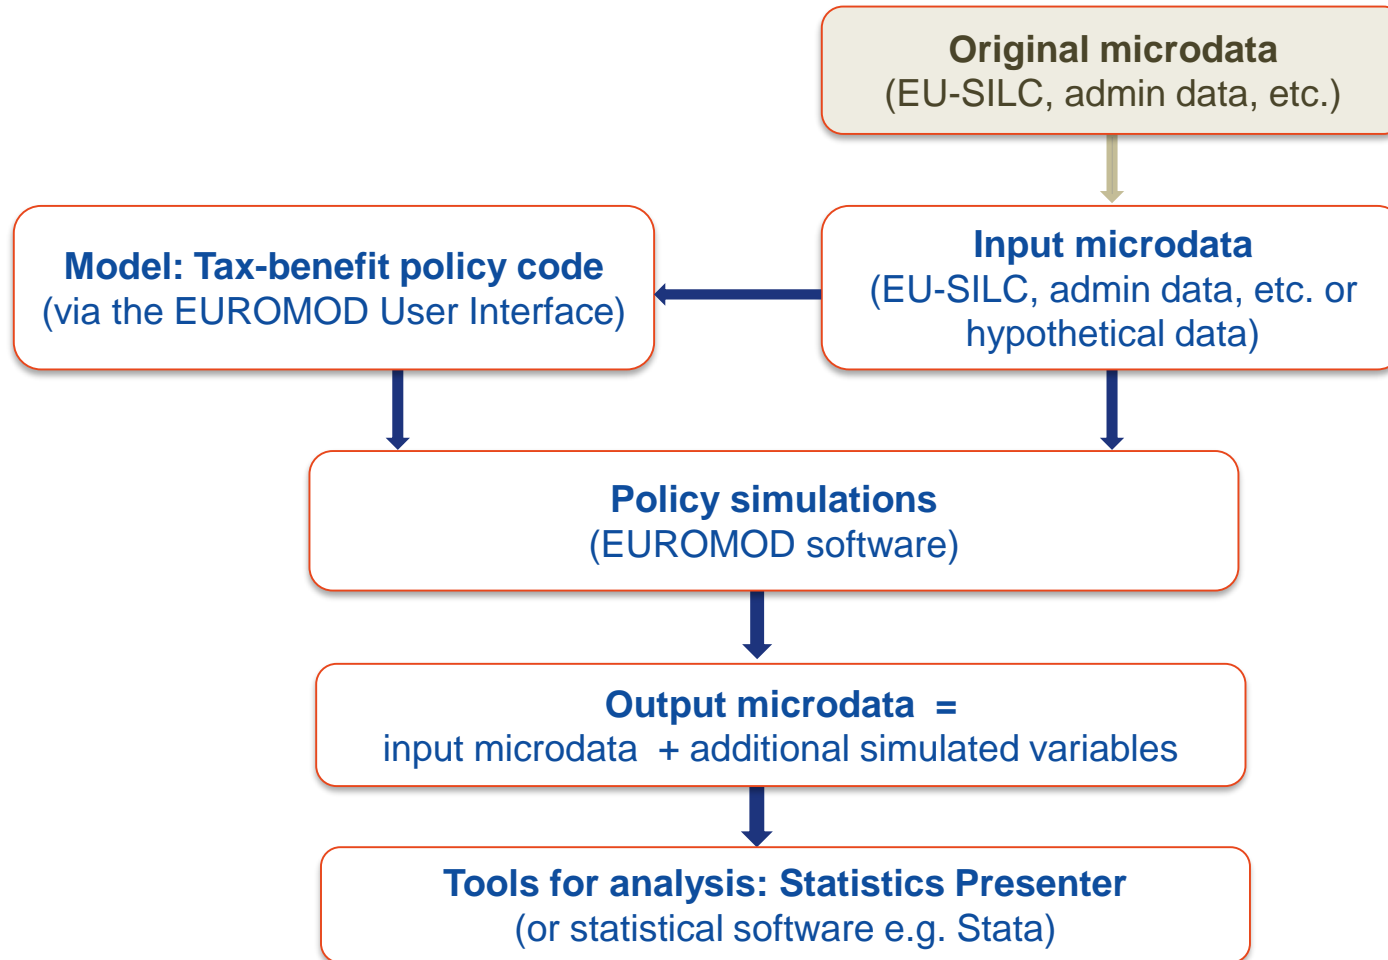 Original microdata
(EU-SILC, admin data, etc.)
Model: Tax-benefit policy code
(via the EUROMOD User Interface)
Input microdata
(EU-SILC, admin data, etc. or
hypothetical data)
Policy simulations
(EUROMOD software)
Output microdata =
input microdata + additional simulated variables
Tools for analysis: Statistics Presenter
(or statistical software e.g. Stata)